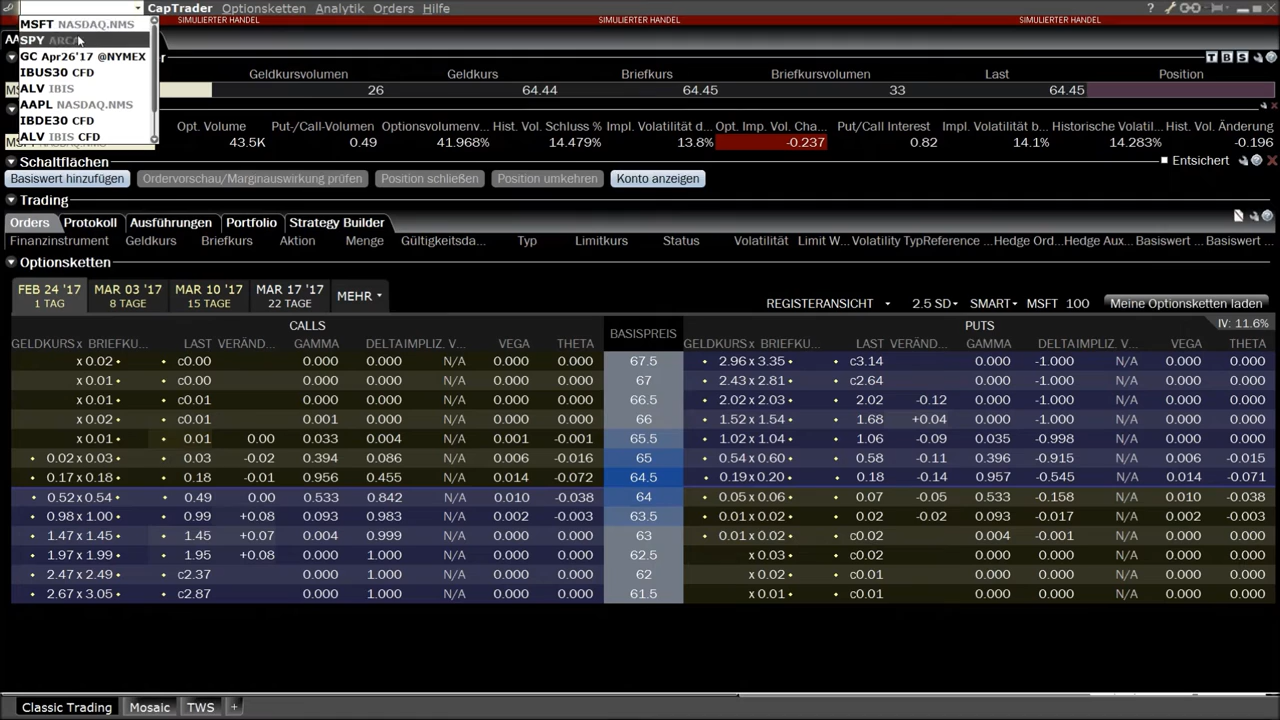 CapTrader Optionsketten Analytik Orders Hilfe
SIMULIERTER HANDEL SIMULIERTER HANDEL SIMULIERTER HANDEL
MSFT NASDAQ.NMS
SPY ARCA
GC Apr26'17 @NYMEX
IBUS30 CFD
ALV IBIS
AAPL NASDAQ.NMS
IBDE30 CFD
ALV IBIS CFD
T B S
Geldkursvolumen Geldkurs Briefkurs Briefkursvolumen Last Position
26 64.44 64.45 33 64.45
Opt. Volume Put-/Call-Volumen Optionsvolumen... Hist. Vol. Schluss % Impl. Volatilität d... Opt. Imp. Vol. Cha... Put/Call Interest Impl. Volatilität b... Historische Volatil... Hist. Vol. Änderung
43.5K 0.49 41.968% 14.479% 13.8% -0.237 0.82 14.1% 14.283% -0.196
Schaltflächen Entsichert
Basiswert hinzufügen Ordervorschau/Marginauswirkung prüfen Position schließen Position umkehren Konto anzeigen
Trading
Orders Protokoll Ausführungen Portfolio Strategy Builder
Finanzinstrument Geldkurs Briefkurs Aktion Menge Gültigkeitsda... Typ Limitkurs Status Volatilität Limit W... Volatility Typ Reference ... Hedge Ord... Hedge Aux... Basiswert ... Basiswert ...
Optionsketten
FEB 24 '17 MAR 03 '17 MAR 10 '17 MAR 17 '17
1 TAG 8 TAGE 15 TAGE 22 TAGE
MEHR
REGISTERANSICHT 2.5 SD SMART MSFT 100 Meine Optionsketten laden
CALLS BASISPREIS PUTS IV: 11.6%
GELDKURS x BRIEFKU... LAST VERÄND... GAMMA DELTA IMPLIZ. V... VEGA THETA GELDKURS x BRIEFKU... LAST VERÄND... GAMMA DELTA IMPLIZ. V... VEGA THETA
x 0.02 c0.00 0.000 0.000 N/A 0.000 0.000 67.5 2.96 x 3.35 c3.14 0.000 -1.000 N/A 0.000 0.000
x 0.01 c0.00 0.000 0.000 N/A 0.000 0.000 67 2.43 x 2.81 c2.64 0.000 -1.000 N/A 0.000 0.000
x 0.01 c0.01 0.000 0.000 N/A 0.000 0.000 66.5 2.02 x 2.03 2.02 -0.12 0.000 -1.000 N/A 0.000 0.000
x 0.02 c0.01 0.001 0.000 N/A 0.000 0.000 66 1.52 x 1.54 1.68 +0.04 0.000 -1.000 N/A 0.000 0.000
x 0.01 0.01 0.00 0.033 0.004 N/A 0.001 -0.001 65.5 1.02 x 1.04 1.06 -0.09 0.035 -0.998 N/A 0.001 0.000
0.02 x 0.03 0.03 -0.02 0.394 0.086 N/A 0.006 -0.016 65 0.54 x 0.60 0.58 -0.11 0.396 -0.915 N/A 0.006 -0.015
0.17 x 0.18 0.18 -0.01 0.956 0.455 N/A 0.014 -0.072 64.5 0.19 x 0.20 0.18 -0.14 0.957 -0.545 N/A 0.014 -0.071
0.52 x 0.54 0.49 0.00 0.533 0.842 N/A 0.010 -0.038 64 0.05 x 0.06 0.07 -0.05 0.533 -0.158 N/A 0.010 -0.038
0.98 x 1.00 0.99 +0.08 0.093 0.983 N/A 0.002 -0.003 63.5 0.01 x 0.02 0.02 -0.02 0.093 -0.017 N/A 0.002 -0.003
1.47 x 1.45 1.45 +0.07 0.004 0.999 N/A 0.000 0.000 63 0.01 x 0.02 c0.02 0.004 -0.001 N/A 0.000 0.000
1.97 x 1.99 1.95 +0.08 0.000 1.000 N/A 0.000 0.000 62.5 x 0.03 c0.02 0.000 0.000 N/A 0.000 0.000
2.47 x 2.49 c2.37 0.000 1.000 N/A 0.000 0.000 62 x 0.02 c0.01 0.000 0.000 N/A 0.000 0.000
2.67 x 3.05 c2.87 0.000 1.000 N/A 0.000 0.000 61.5 x 0.01 c0.01 0.000 0.000 N/A 0.000 0.000
Classic Trading Mosaic TWS +